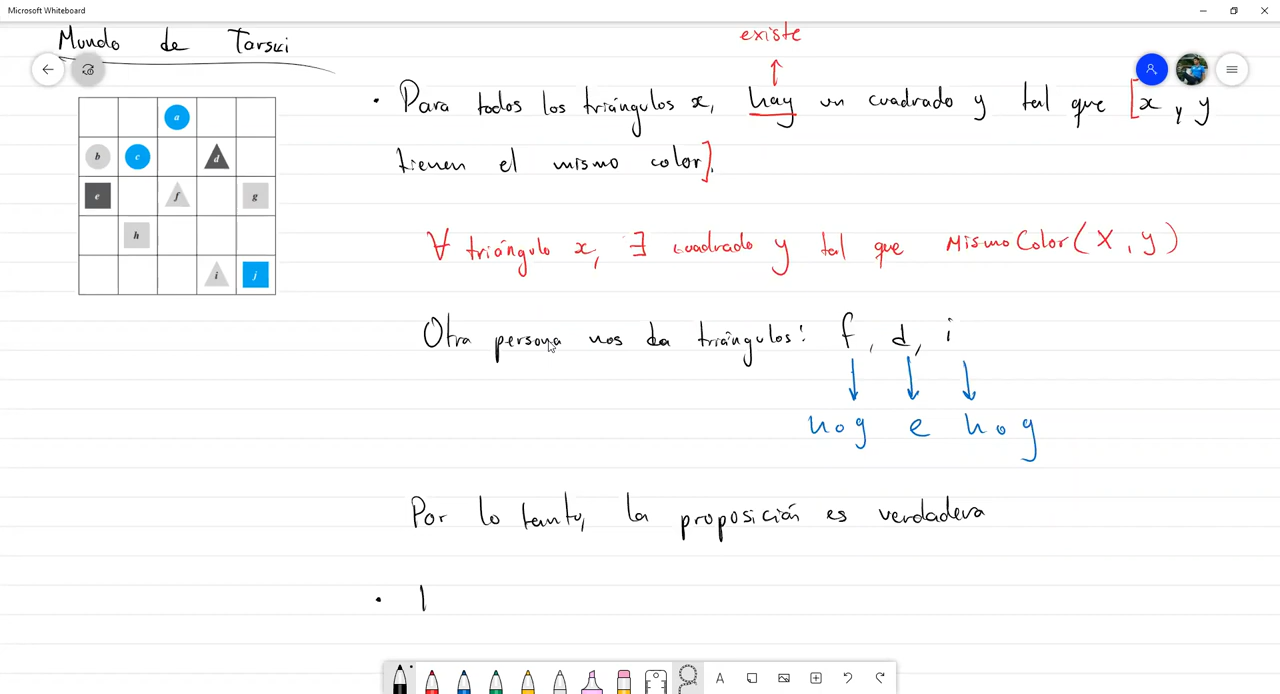 Microsoft Whiteboard
Mundo de Tarski
existe
• Para todos los triángulos x, hay un cuadrado y tal que [x, y
tienen el mismo color].
∀ triángulo x, ∃ cuadrado y tal que MismoColor(x, y)
Otra persona nos da triángulos: f, d, i
h o g e h o g
Por lo tanto, la proposición es verdadera
•
a
b c d
e f g
h
i j
A